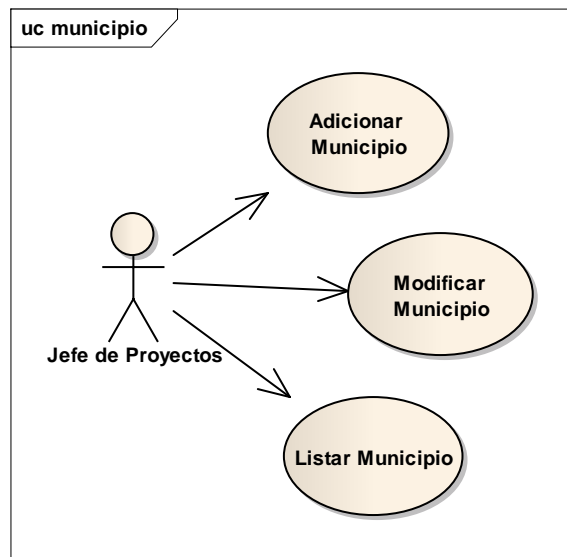 uc municipio
Adicionar
Municipio
Modificar
Municipio
Jefe de Proyectos
Listar Municipio